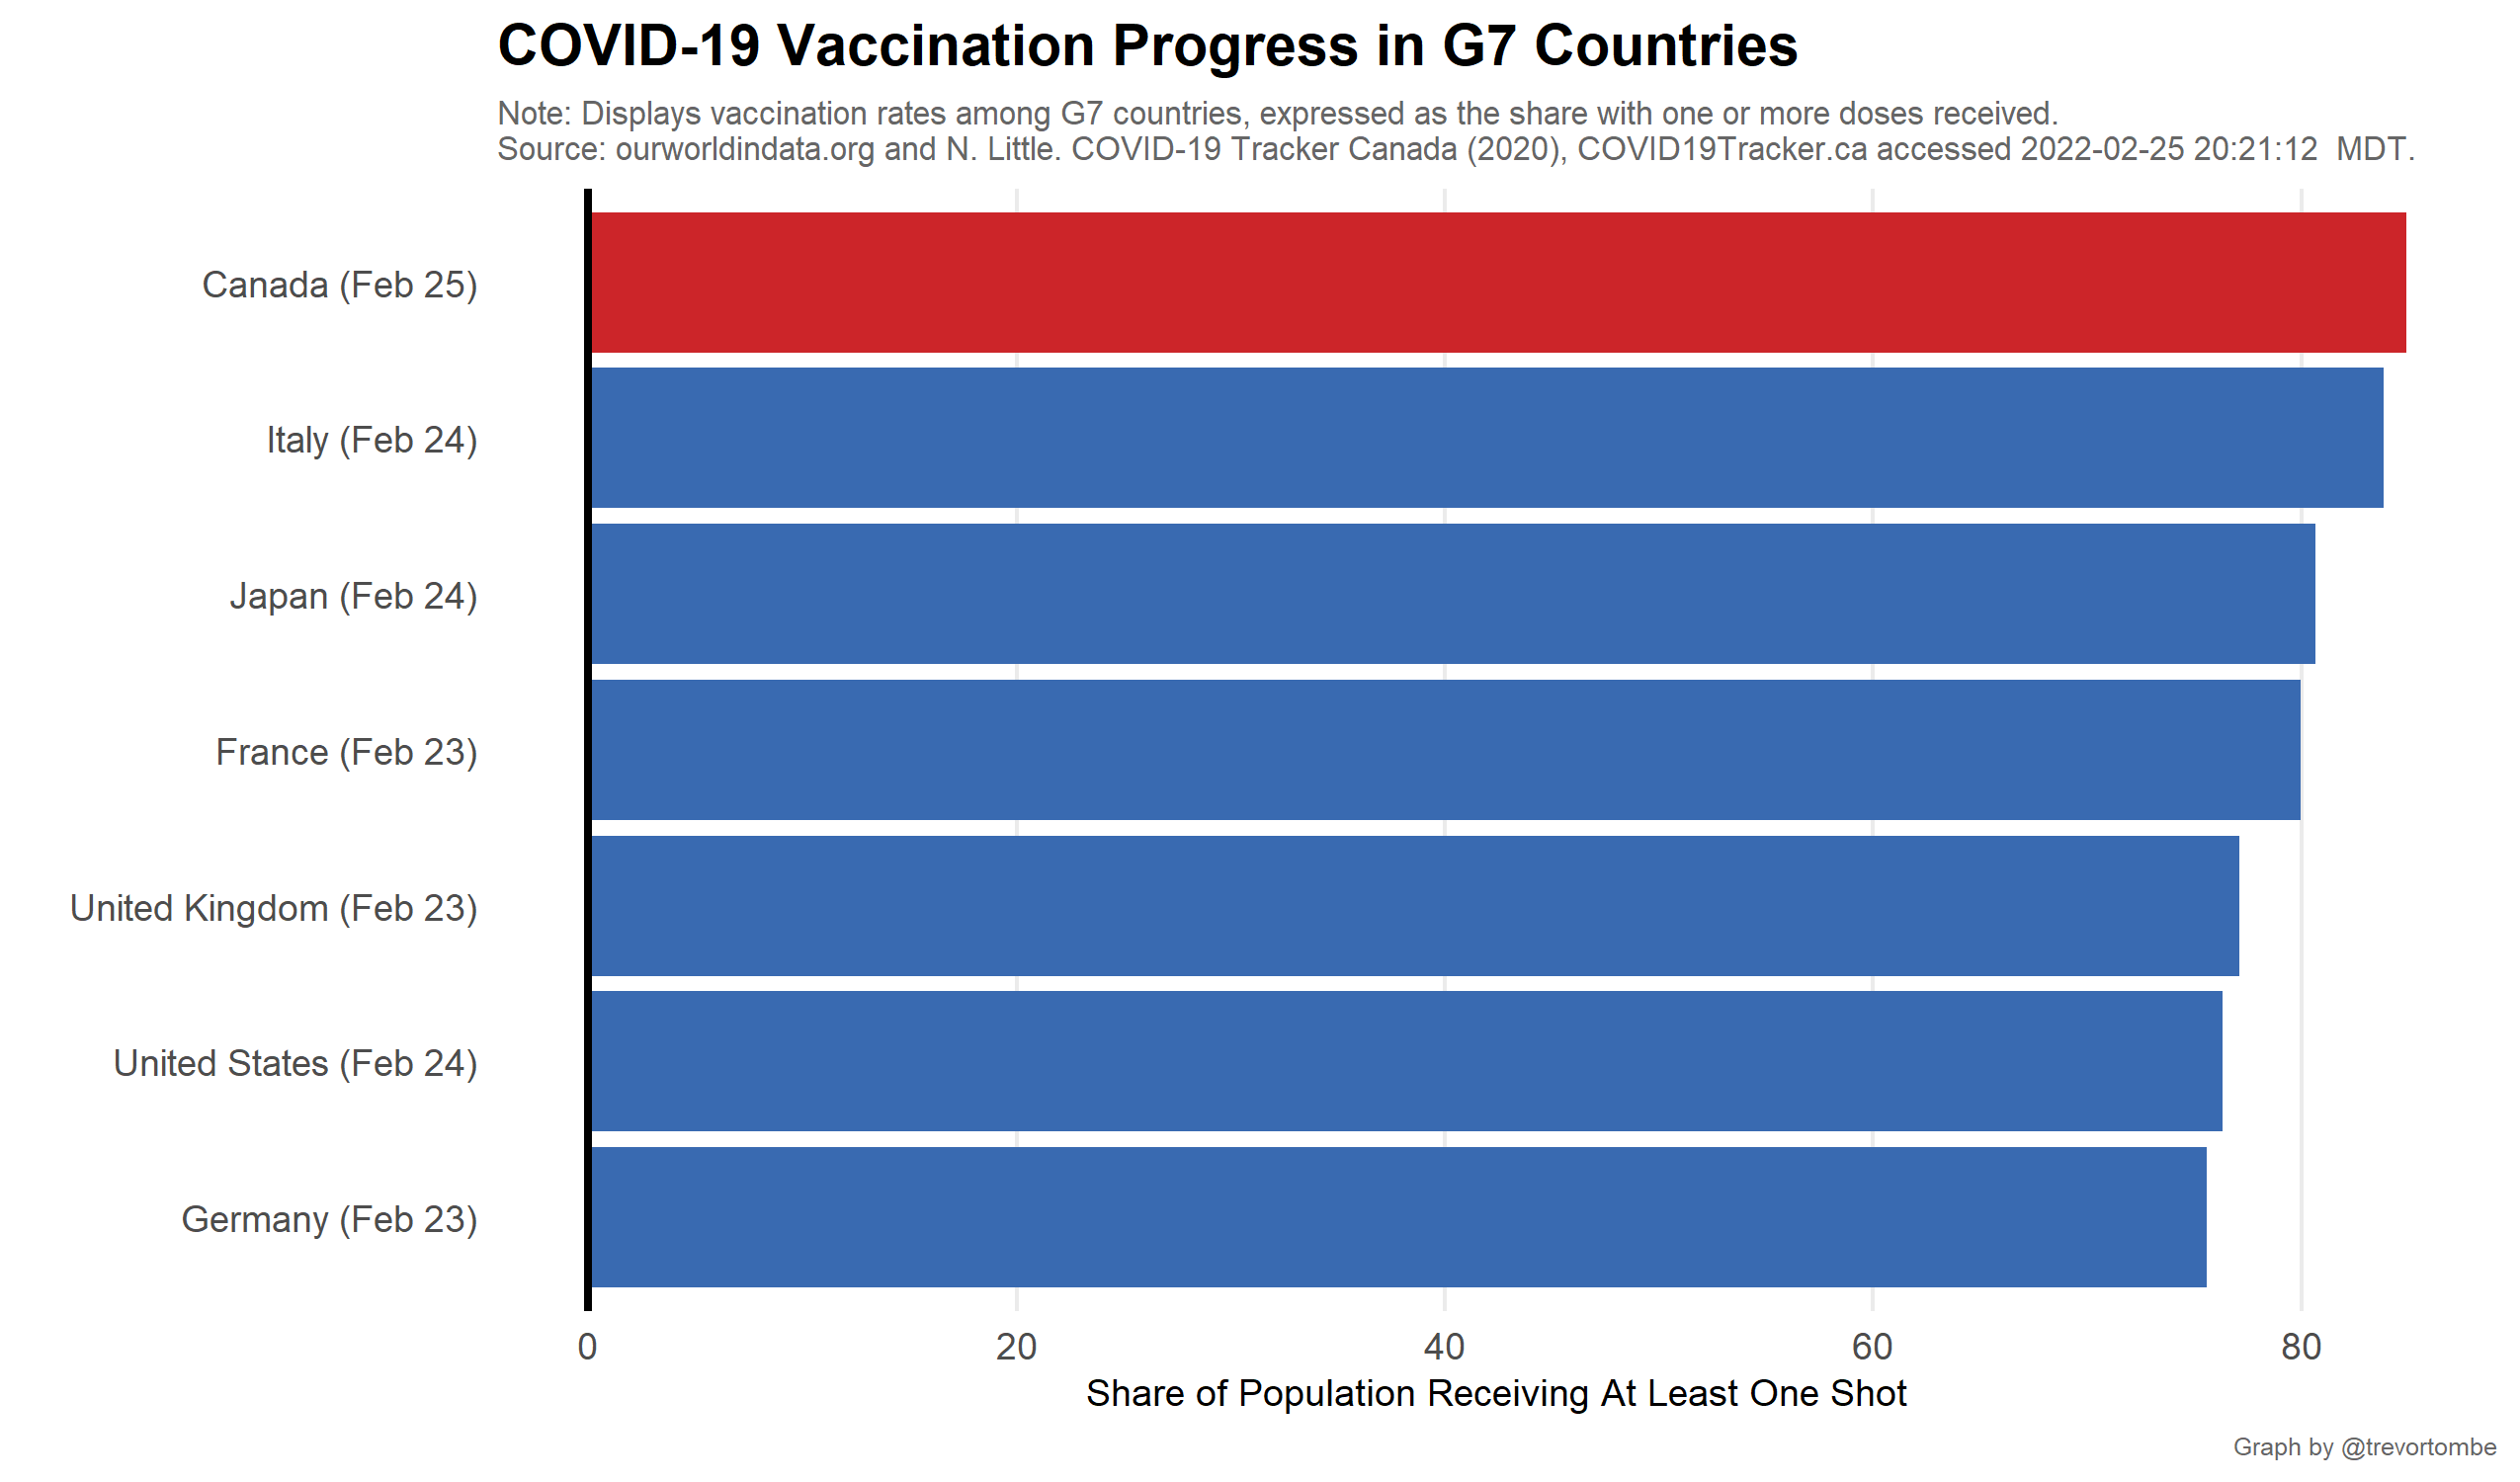 COVID-19 Vaccination Progress in G7 Countries
Note: Displays vaccination rates among G7 countries, expressed as the share with one or more doses received.
Source: ourworldindata.org and N. Little. COVID-19 Tracker Canada (2020), COVID19Tracker.ca accessed 2022-02-25 20:21:12  MDT.
Canada (Feb 25)
Italy (Feb 24)
Japan (Feb 24)
France (Feb 23)
United Kingdom (Feb 23)
United States (Feb 24)
Germany (Feb 23)
0 20 40 60 80
Share of Population Receiving At Least One Shot
Graph by @trevortombe